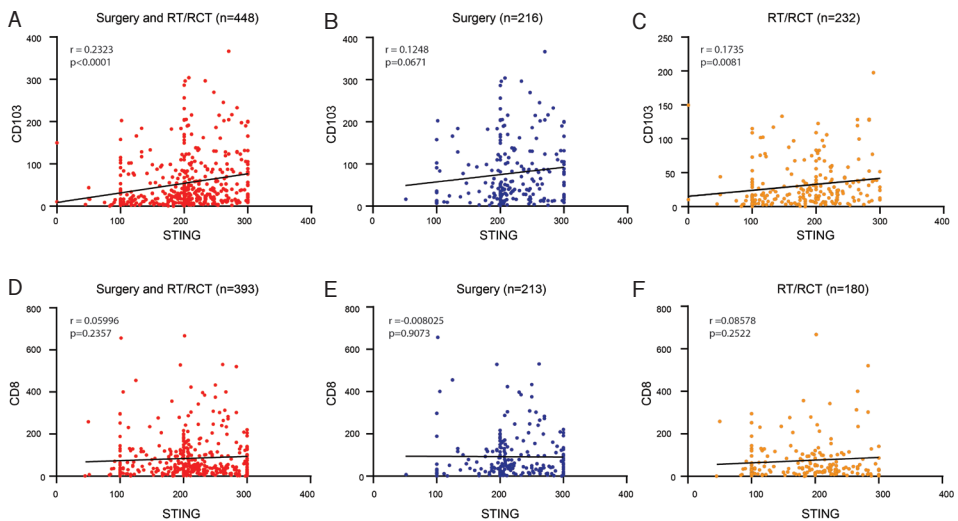 A
Surgery and RT/RCT (n=448)
r = 0.2323
p<0.0001
CD103
400
300
200
100
0
0
100
200
300
400
STING
B
Surgery (n=216)
r = 0.1248
p=0.0671
CD103
400
300
200
100
0
0
100
200
300
400
STING
C
RT/RCT (n=232)
r = 0.1735
p=0.0081
CD103
250
200
150
100
50
0
0
100
200
300
400
STING
D
Surgery and RT/RCT (n=393)
r = 0.05996
p=0.2357
CD8
800
600
400
200
0
0
100
200
300
400
STING
E
Surgery (n=213)
r=-0.008025
p=0.9073
CD8
800
600
400
200
0
0
100
200
300
400
STING
F
RT/RCT (n=180)
r =0.08578
p=0.2522
CD8
800
600
400
200
0
0
100
200
300
400
STING